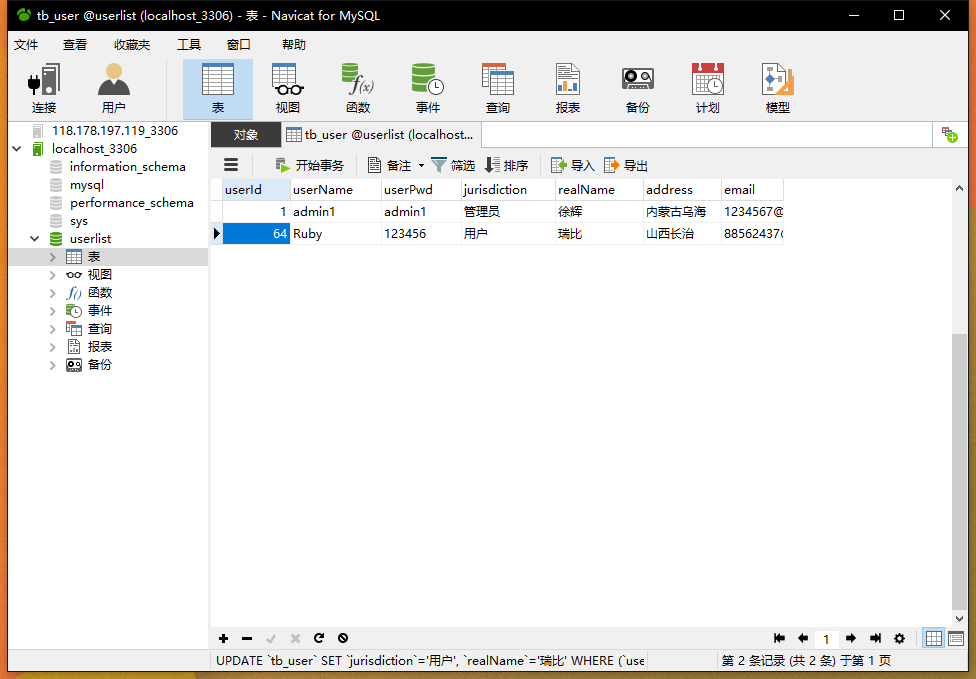 tb_user @userlist (localhost_3306) - 表 - Navicat for MySQL
文件 查看 收藏夹 工具 窗口 帮助
连接 用户 表 视图 函数 事件 查询 报表 备份 计划 模型
118.178.197.119_3306
localhost_3306
information_schema
mysql
performance_schema
sys
userlist
表
视图
函数
事件
查询
报表
备份
对象 tb_user @userlist (localhost...
开始事务 备注 筛选 排序 导入 导出
userId userName userPwd jurisdiction realName address email
1 admin1 admin1 管理员 徐辉 内蒙古乌海 1234567@
64 Ruby 123456 用户 瑞比 山西长治 88562437
1
UPDATE `tb_user` SET `jurisdiction`='用户', `realName`='瑞比' WHERE (`use
第 2 条记录 (共 2 条) 于第 1 页